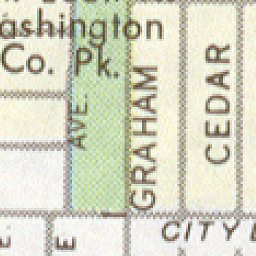 ashington
Co. Pk.
AVE.
GRAHAM
CEDAR
CITY
E